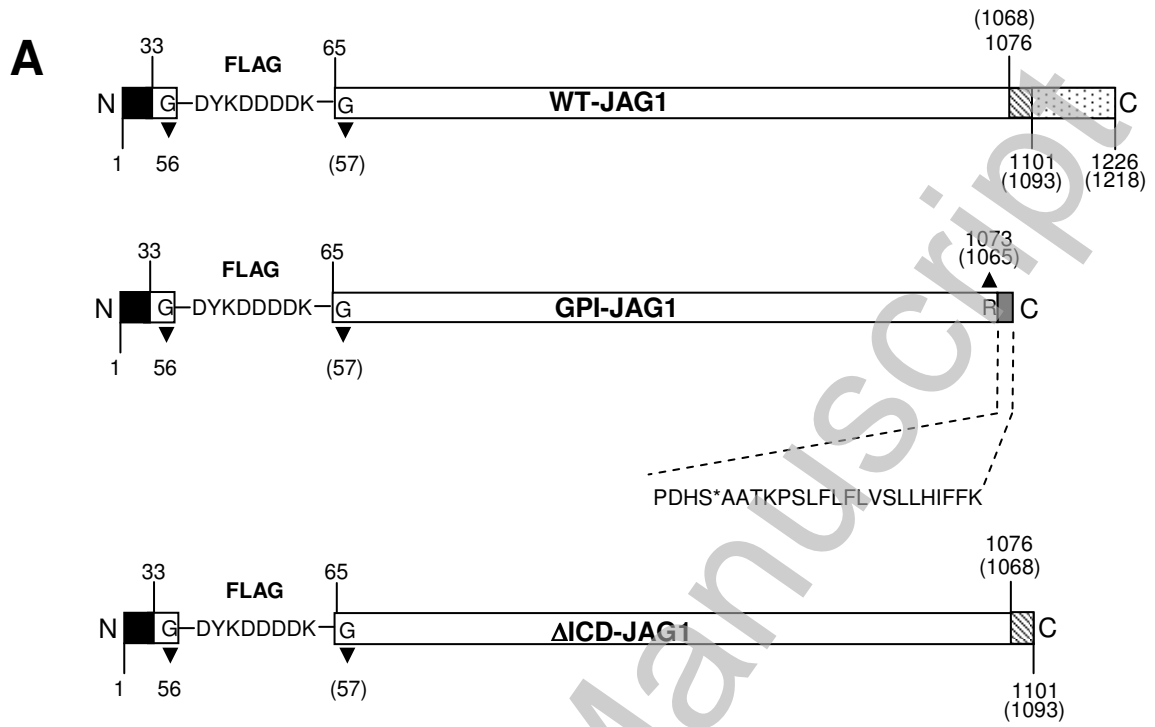 A
(1068)
33 65 1076
FLAG
N G DYKDDDDK G WT-JAG1 C
1 56 (57) 1101 1226
(1093) (1218)
33 65 1073
FLAG (1065)
N G DYKDDDDK G GPI-JAG1 R C
1 56 (57)
PDHS*AATKPSLFLFLVSLLHIFFK
33 65 1076
FLAG (1068)
N G DYKDDDDK G ΔICD-JAG1 C
1 56 (57) 1101
(1093)
Manuscript